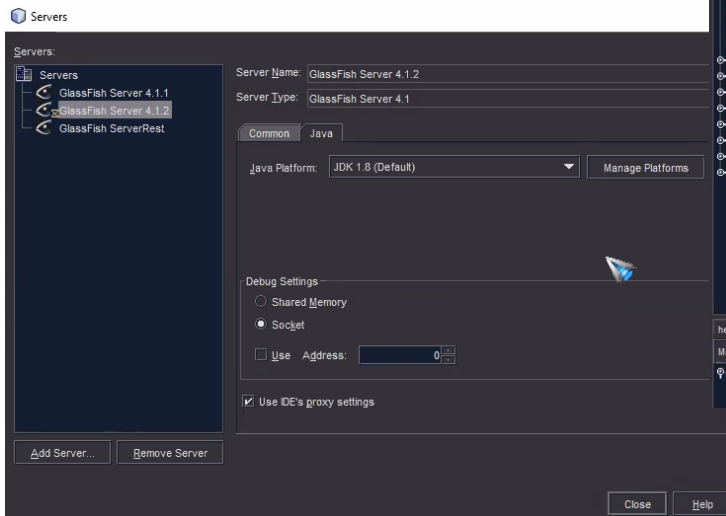 Servers
Servers:
Servers
GlassFish Server 4.1.1
GlassFish Server 4.1.2
GlassFish ServerRest
Server Name: GlassFish Server 4.1.2
Server Type: GlassFish Server 4.1
Common Java
Java Platform: JDK 1.8 (Default) Manage Platforms
Debug Settings
Shared Memory
Socket
Use Address: 0
Use IDE's proxy settings
Add Server... Remove Server
Close Help